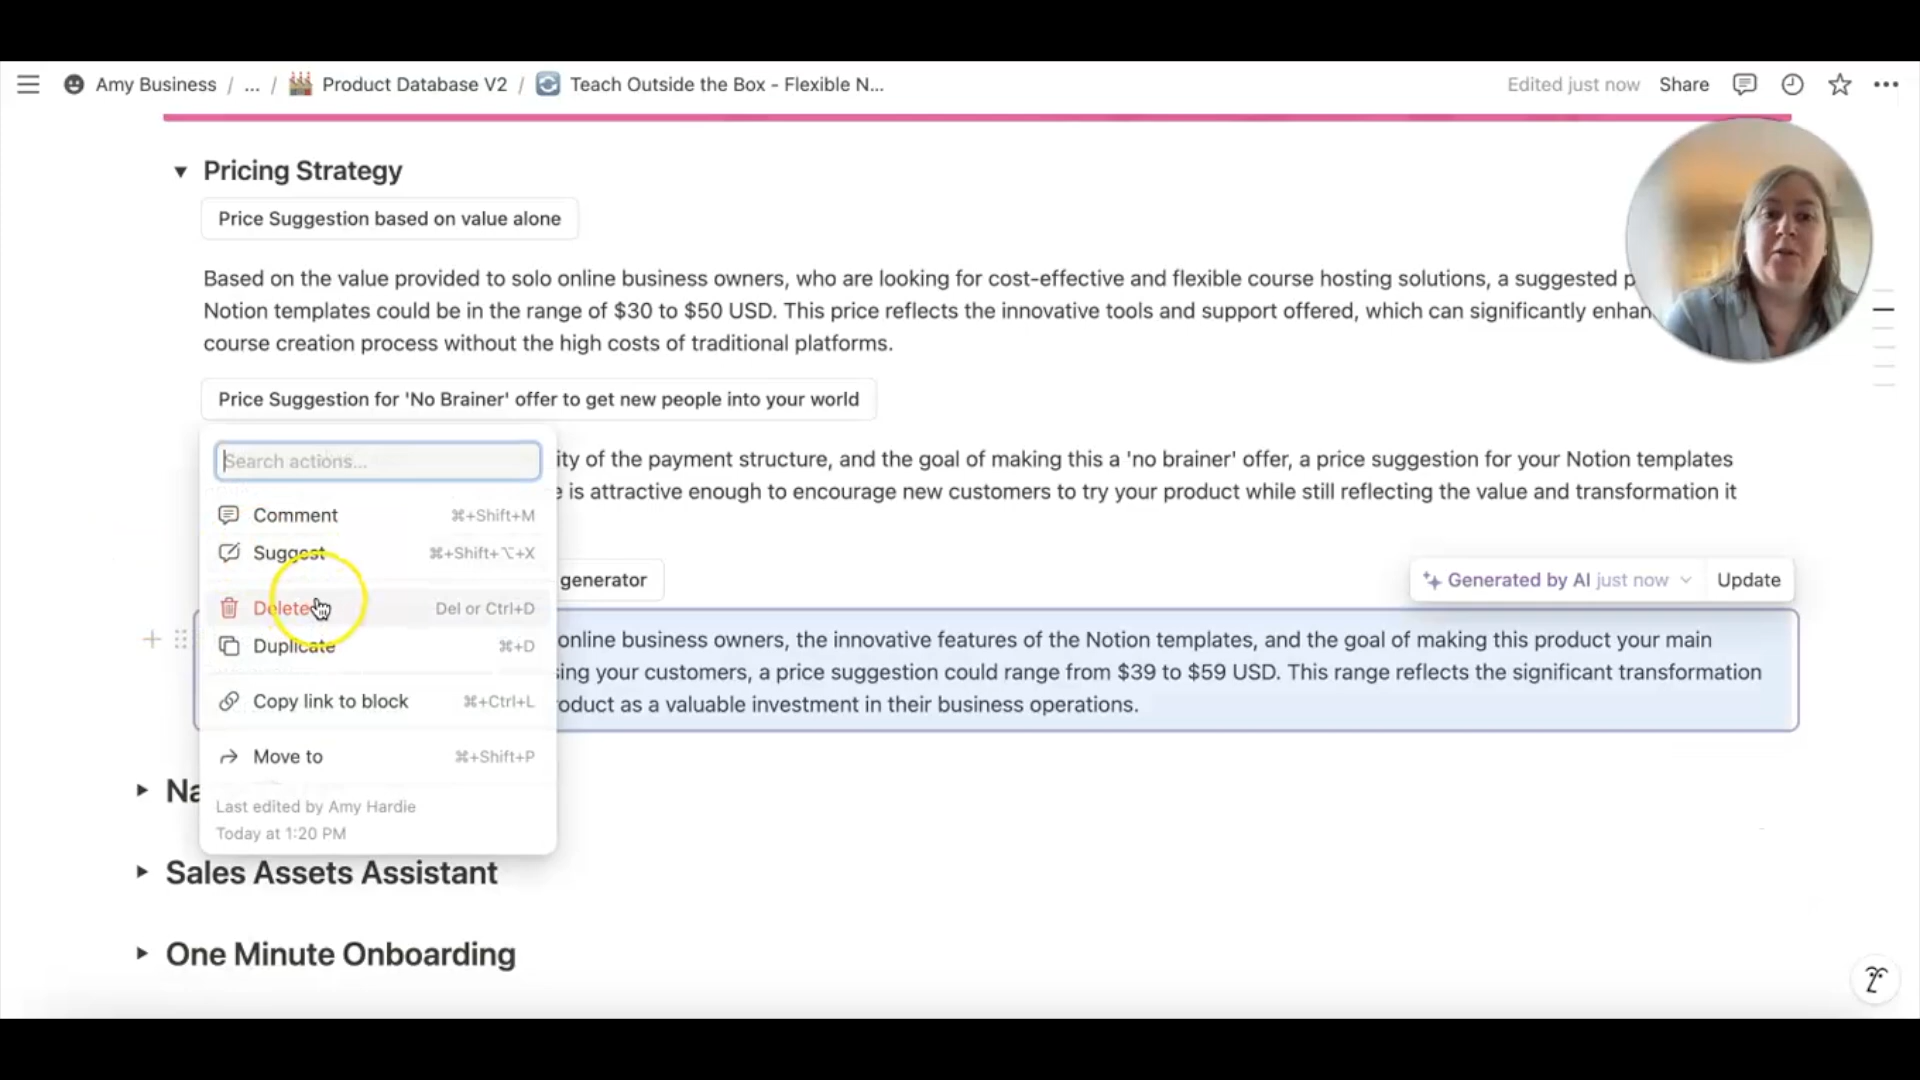 Amy Business / ... / Product Database V2 / Teach Outside the Box - Flexible N...
Edited just now Share
Pricing Strategy
Price Suggestion based on value alone
Based on the value provided to solo online business owners, who are looking for cost-effective and flexible course hosting solutions, a suggested
Notion templates could be in the range of $30 to $50 USD. This price reflects the innovative tools and support offered, which can significantly
course creation process without the high costs of traditional platforms.
Price Suggestion for 'No Brainer' offer to get new people into your world
Search actions...
of the payment structure, and the goal of making this a 'no brainer' offer, a price suggestion for your Notion templates
is attractive enough to encourage new customers to try your product while still reflecting the value and transformation it
Comment ⌘+Shift+M
Suggest ⌘+Shift+⌥+X
generator
Generated by AI just now Update
Delete Del or Ctrl+D
Duplicate ⌘+D
online business owners, the innovative features of the Notion templates, and the goal of making this product your main
your customers, a price suggestion could range from $39 to $59 USD. This range reflects the significant transformation
as a valuable investment in their business operations.
Copy link to block ⌘+Ctrl+L
Move to ⌘+Shift+P
Last edited by Amy Hardie
Today at 1:20 PM
Sales Assets Assistant
One Minute Onboarding